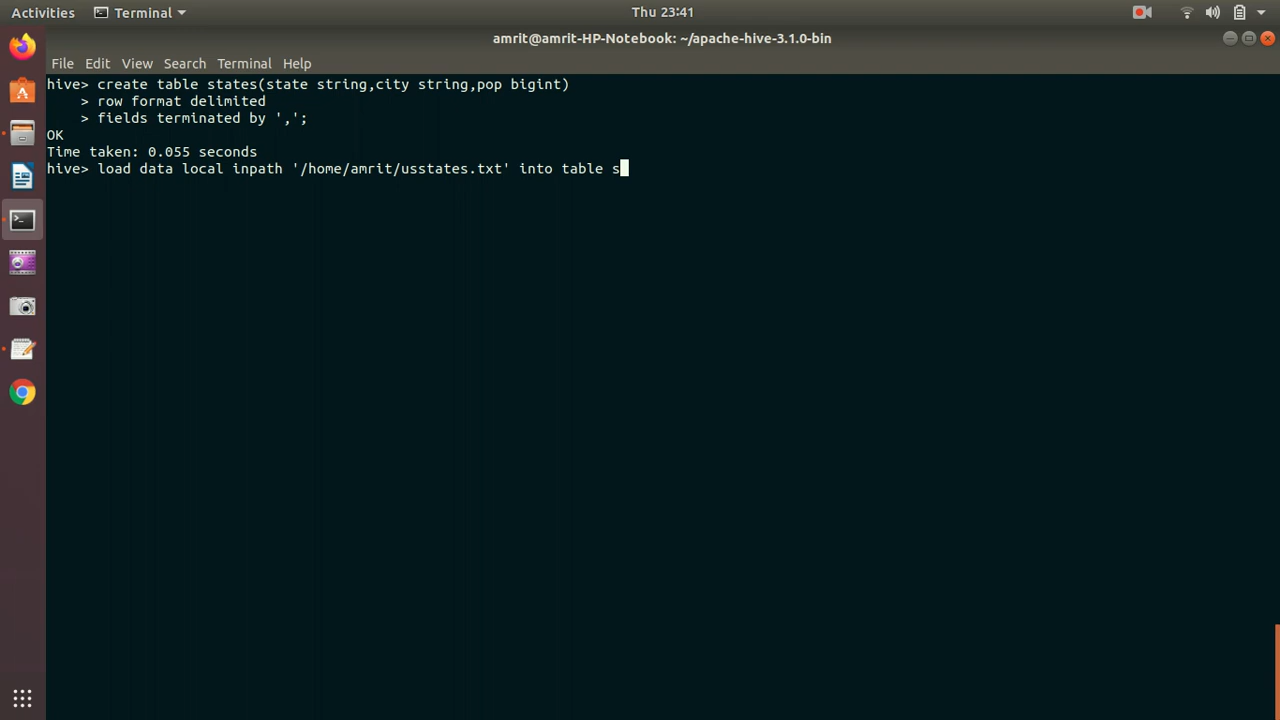 Activities Terminal Thu 23:41
amrit@amrit-HP-Notebook: ~/apache-hive-3.1.0-bin
File Edit View Search Terminal Help
hive> create table states(state string,city string,pop bigint)
    > row format delimited
    > fields terminated by ',';
OK
Time taken: 0.055 seconds
hive> load data local inpath '/home/amrit/usstates.txt' into table s